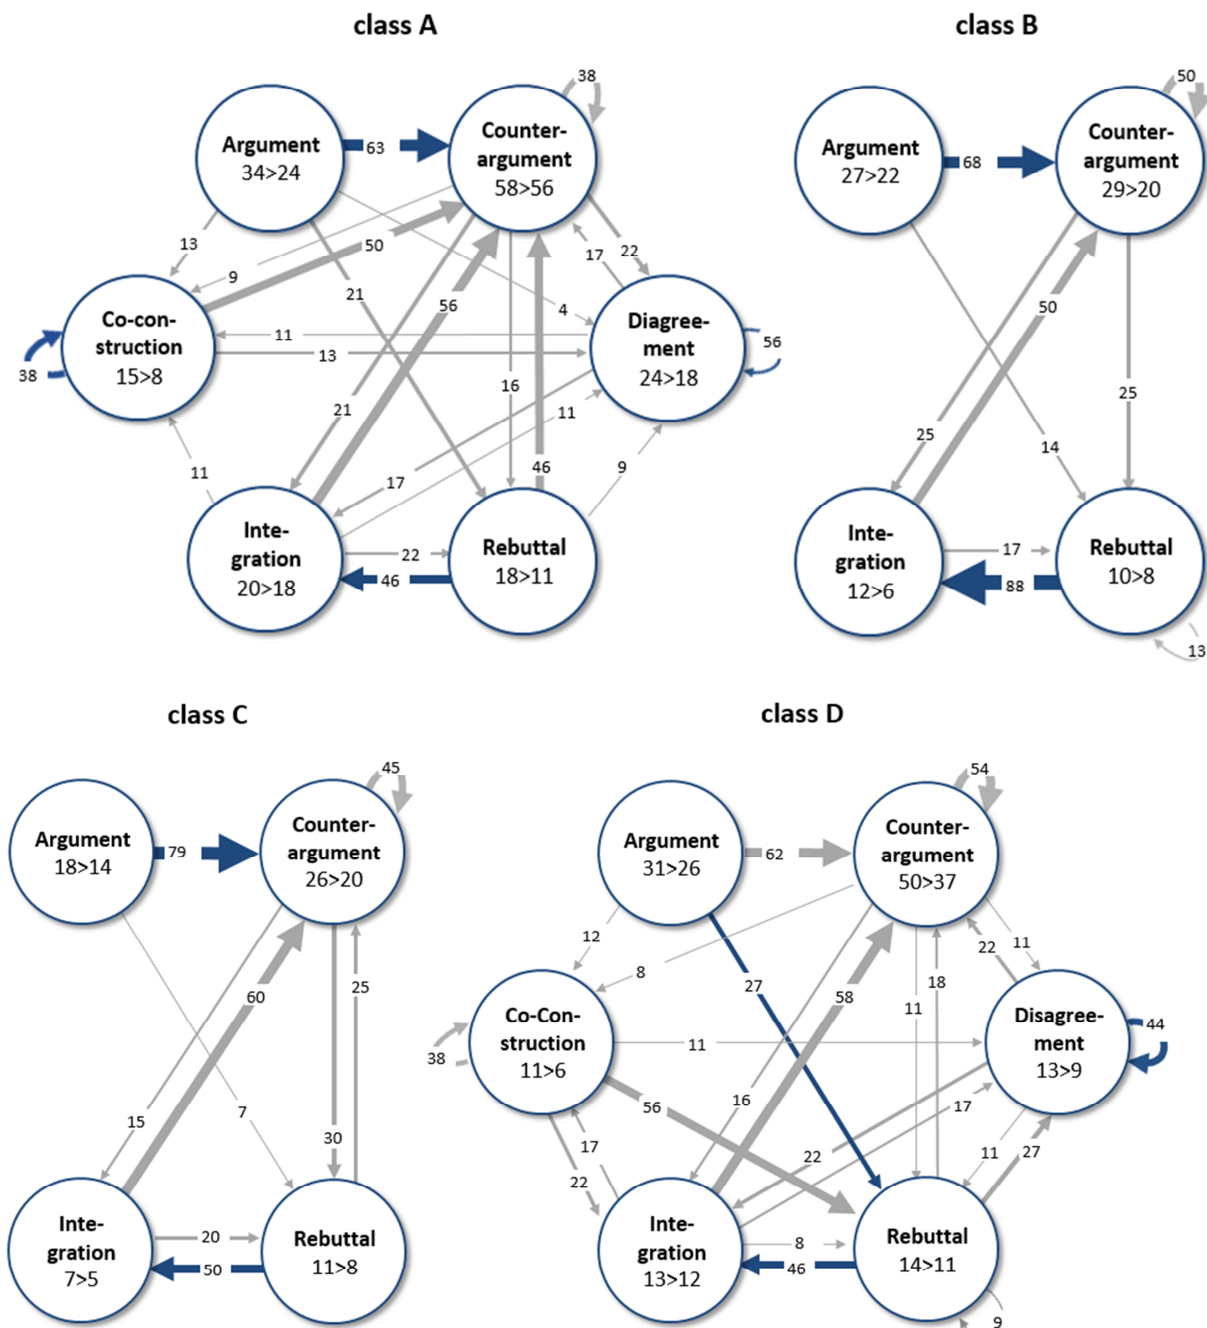 class A
class B
38
50
Argument
34>24
63
Counter-
argument
58>56
Argument
27>22
68
Counter-
argument
29>20
13
9
50
17
22
21
56
4
Co-con-
struction
15>8
38
11
13
Diagree-
ment
24>18
56
50
16
21
11
25
25
46
17
9
14
11
Inte-
gration
20>18
22
46
Rebuttal
18>11
Inte-
gration
12>6
17
88
Rebuttal
10>8
13
class C
class D
45
54
Argument
18>14
79
Counter-
argument
26>20
Argument
31>26
62
Counter-
argument
50>37
12
8
22
11
60
25
27
58
18
11
Co-Con-
struction
11>6
38
11
Disagree-
ment
13>9
44
15
7
30
56
16
17
17
22
22
11
27
Inte-
gration
7>5
20
50
Rebuttal
11>8
Inte-
gration
13>12
8
46
Rebuttal
14>11
9